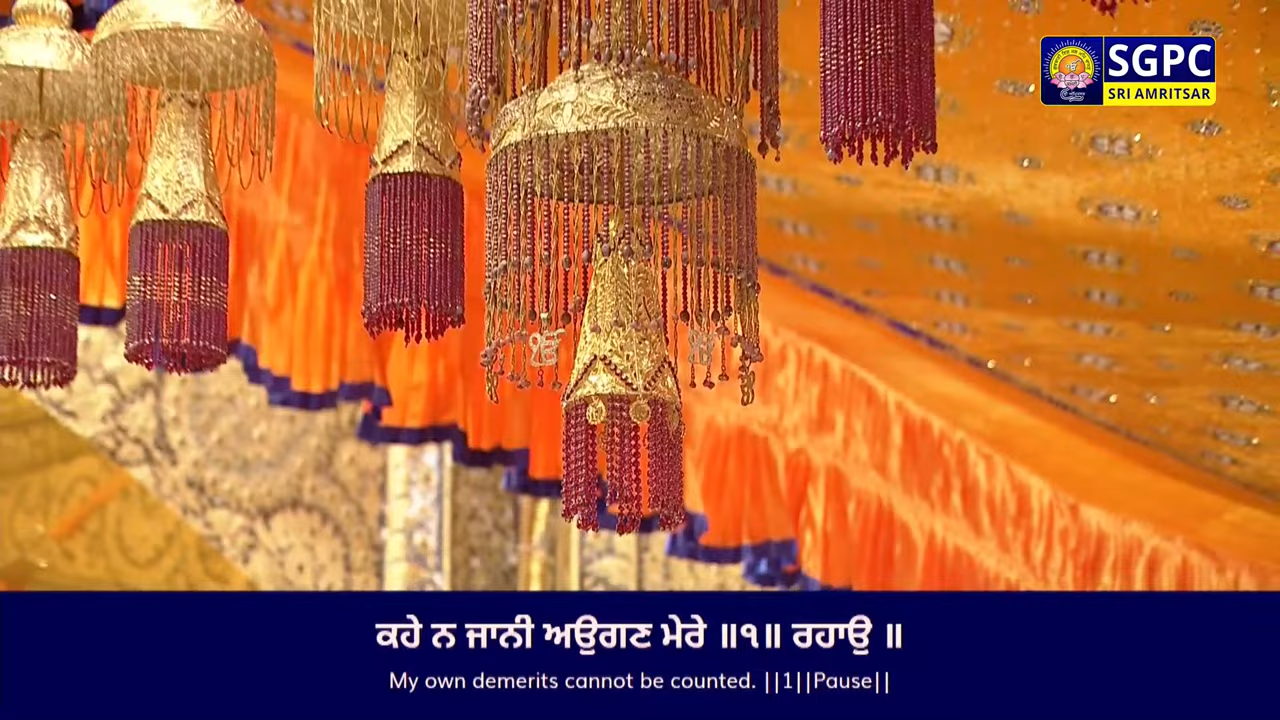 SGPC
SRI AMRITSAR
ੴ
ਕਹੇ ਨ ਜਾਨੀ ਅਉਗਣ ਮੇਰੇ ॥੧॥ ਰਹਾਉ ॥
My own demerits cannot be counted. ||1||Pause||